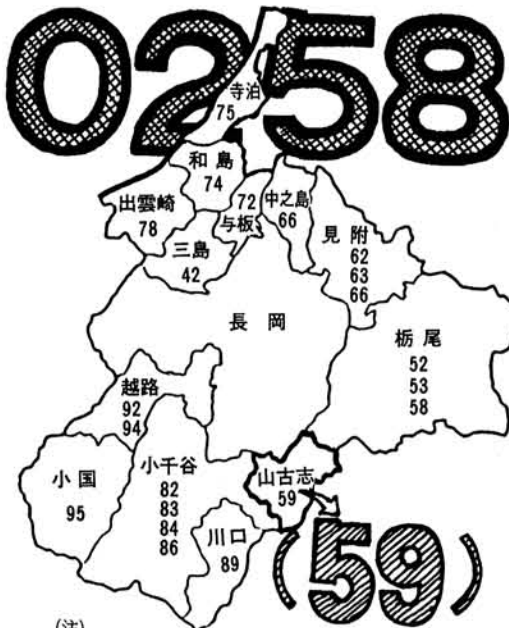 0258
寺泊
75
和島
74
出雲崎
78
72
与板
中之島
66
三島
42
見附
62
63
66
長岡
栃尾
52
53
58
越路
92
94
小国
95
小千谷
82
83
84
86
川口
89
山古志
59
(59)
(注)